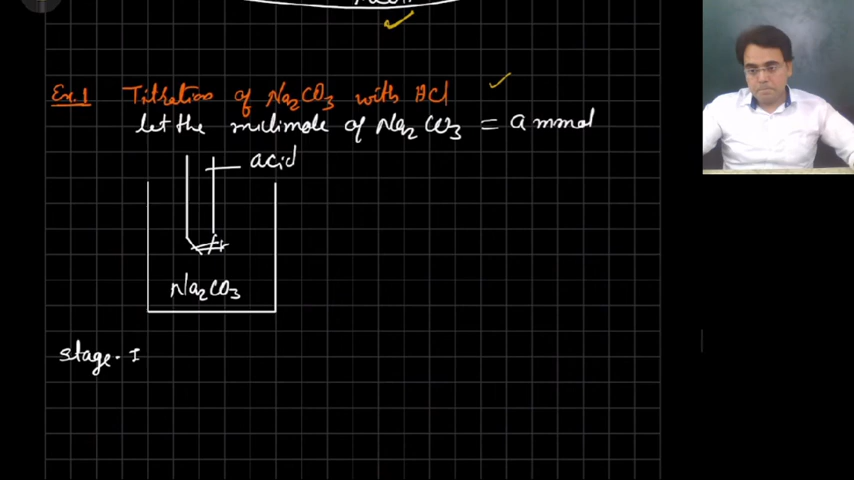 Ex.1 Titration of Na2CO3 with HCl
let the millimole of Na2CO3 = a mmol
acid
Na2CO3
stage-I